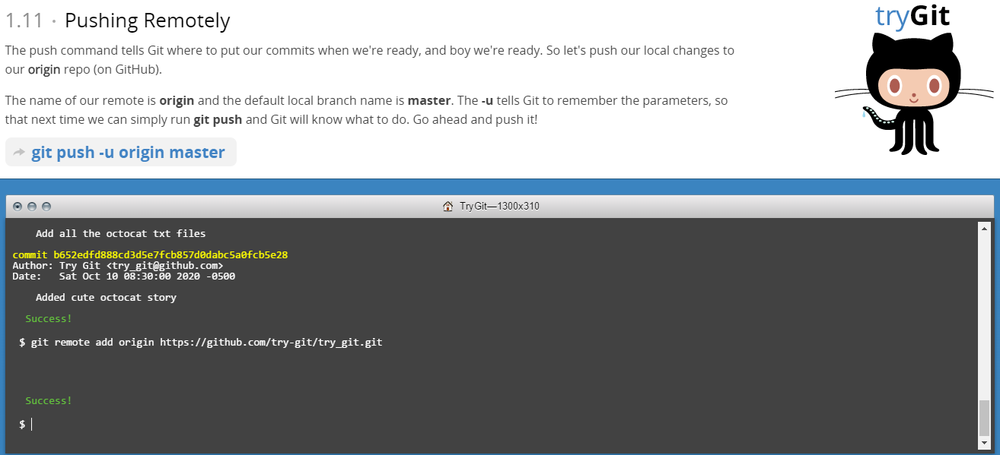 1.11 · Pushing Remotely
tryGit
The push command tells Git where to put our commits when we're ready, and boy we're ready. So let's push our local changes to
our origin repo (on GitHub).
The name of our remote is origin and the default local branch name is master. The -u tells Git to remember the parameters, so
that next time we can simply run git push and Git will know what to do. Go ahead and push it!
git push -u origin master
TryGit—1300x310
Add all the octocat txt files
commit b652edfd888cd3d5e7fcb857d0dabc5a0fcb5e28
Author: Try Git <try_git@github.com>
Date:   Sat Oct 10 08:30:00 2020 -0500
Added cute octocat story
Success!
$ git remote add origin https://github.com/try-git/try_git.git
Success!
$